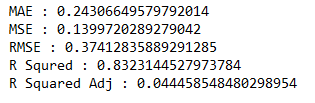 MAE : 0.24306649579792014
MSE : 0.1399720289279042
RMSE : 0.37412835889291285
R Squred : 0.8323144527973784
R Squared Adj : 0.044458548480298954